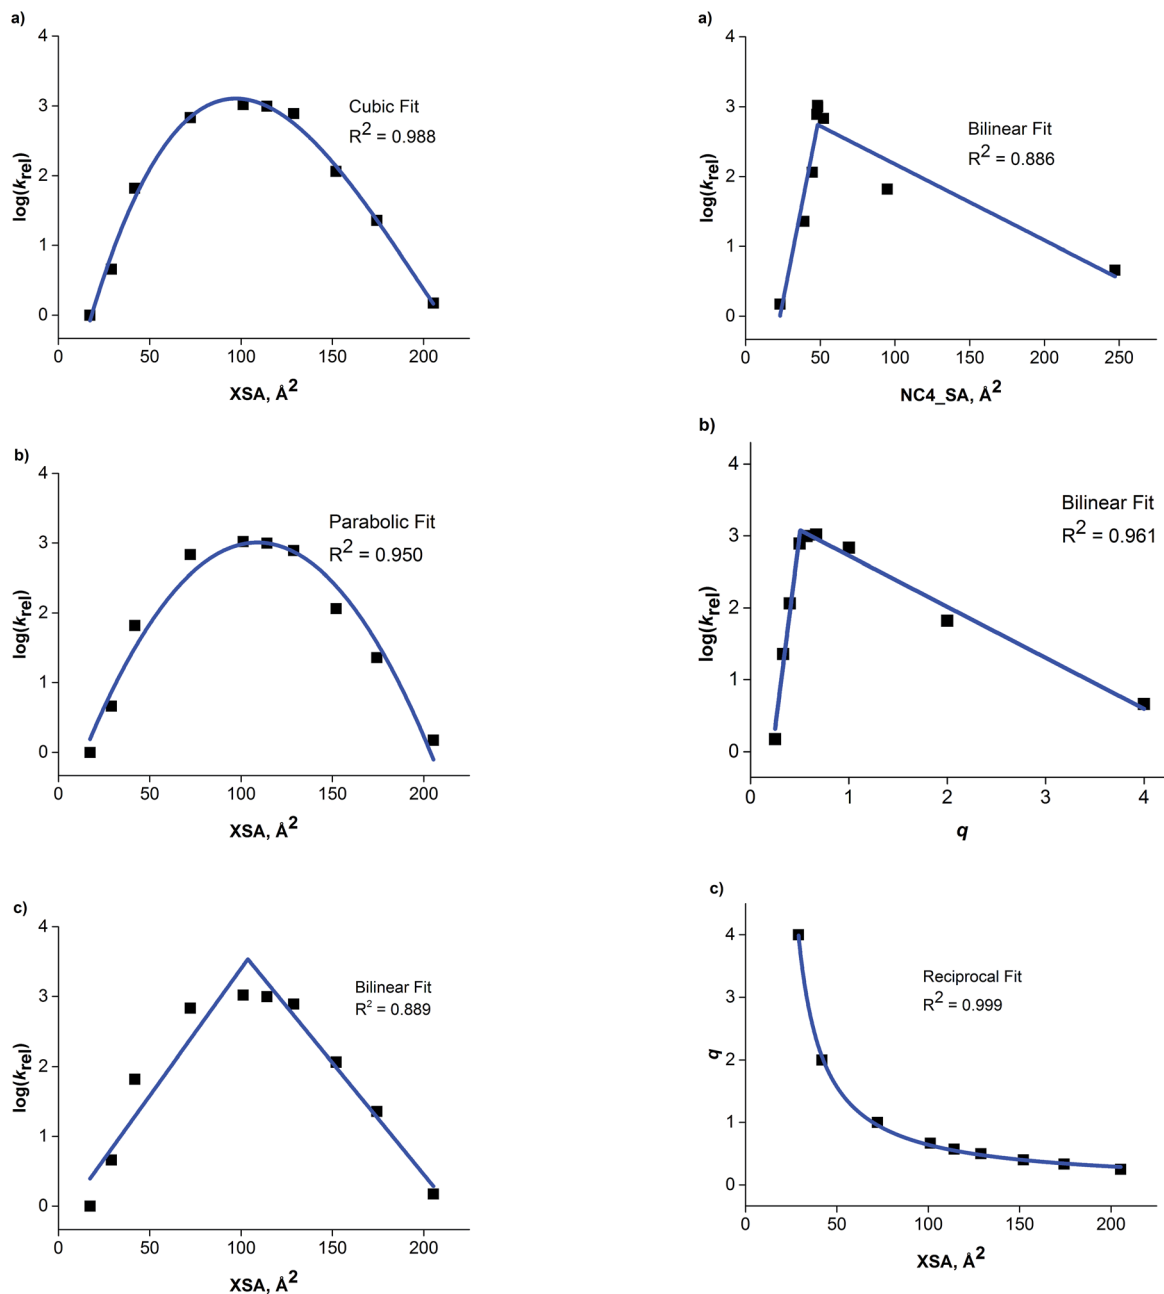 a)
4
3
2
1
0
log(krel)
Cubic Fit
R2 = 0.988
0 50 100 150 200
XSA, Å2
b)
4
3
2
1
0
log(krel)
Parabolic Fit
R2 = 0.950
0 50 100 150 200
XSA, Å2
c)
4
3
2
1
0
log(krel)
Bilinear Fit
R2 = 0.889
0 50 100 150 200
XSA, Å2
a)
4
3
2
1
0
log(krel)
Bilinear Fit
R2 = 0.886
0 50 100 150 200 250
NC4_SA, Å2
b)
4
3
2
1
0
log(krel)
Bilinear Fit
R2 = 0.961
0 1 2 3 4
q
c)
4
3
2
1
0
q
Reciprocal Fit
R2 = 0.999
0 50 100 150 200
XSA, Å2